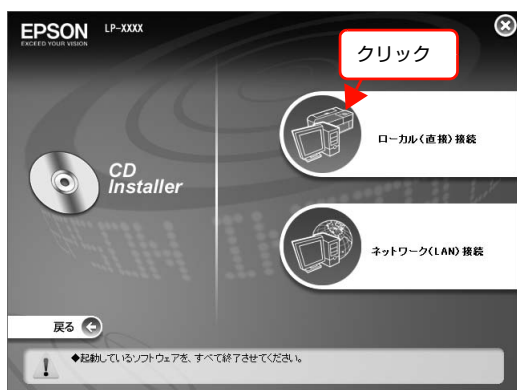 EPSON
EXCEED YOUR VISION
LP-XXXX
クリック
ローカル(直接)接続
CD
Installer
ネットワーク(LAN)接続
戻る
◆起動しているソフトウェアを、すべて終了させてください。